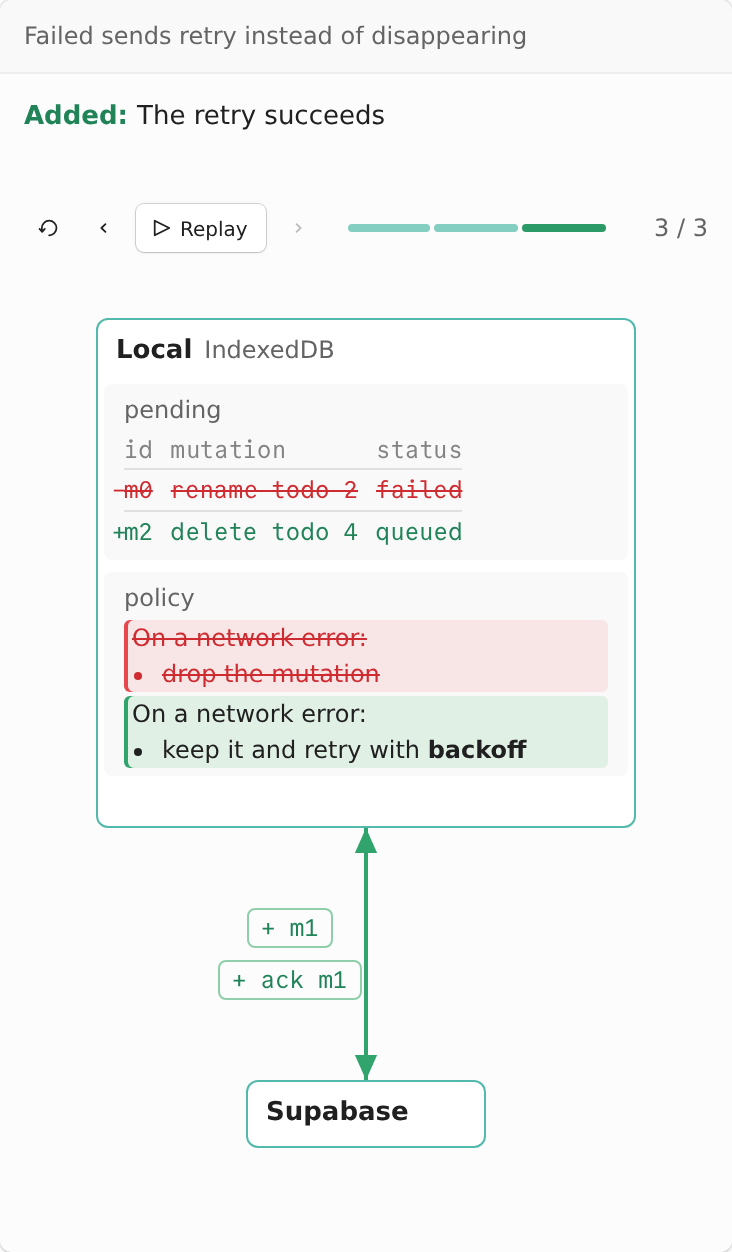 Failed sends retry instead of disappearing
Added: The retry succeeds
Replay
3 / 3
Local IndexedDB
pending
id mutation status
-m0 rename todo 2 failed
+m2 delete todo 4 queued
policy
On a network error:
• drop the mutation
On a network error:
• keep it and retry with backoff
+ m1
+ ack m1
Supabase